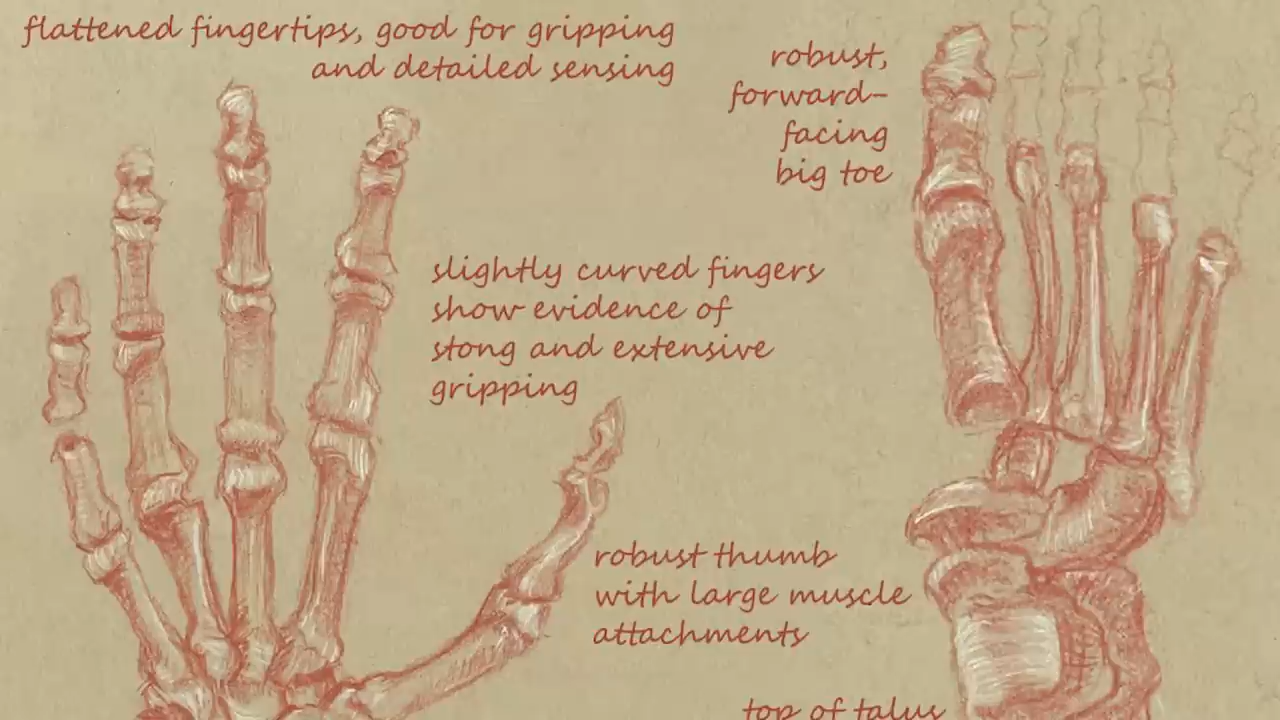 flattened fingertips, good for gripping
and detailed sensing
robust,
forward-
facing
big toe
slightly curved fingers
show evidence of
stong and extensive
gripping
robust thumb
with large muscle
attachments
top of talus